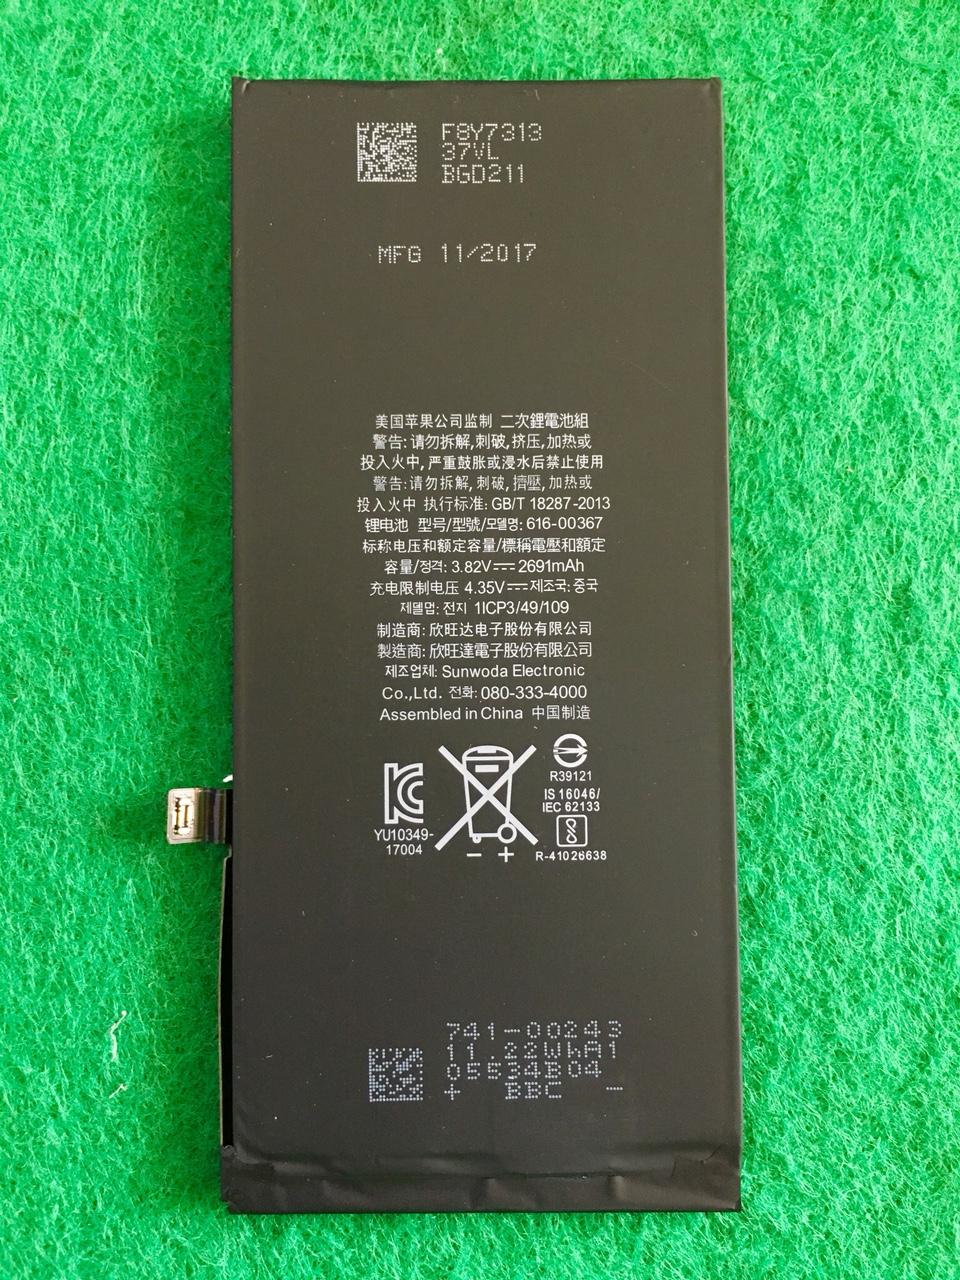 F8Y7313
37VL
BGD211
MFG 11/2017
美国苹果公司监制 二次鋰電池組
警告:请勿拆解,刺破,挤压,加热或
投入火中,严重鼓胀或浸水后禁止使用
警告:请勿拆解,刺破,擠壓,加热或
投入火中 执行标准: GB/T 18287-2013
锂电池 型号/型號/모델명: 616-00367
标称电压和额定容量/標稱電壓和額定
容量/정격: 3.82V⎓2691mAh
充电限制电压 4.35V⎓제조국: 중국
제델멉: 전지 1ICP3/49/109
制造商: 欣旺达电子股份有限公司
製造商: 欣旺達電子股份有限公司
제조업체: Sunwoda Electronic
Co.,Ltd. 전화: 080-333-4000
Assembled in China 中国制造
R39121
IS 16046/
IEC 62133
YU10349-
17004
- +
R-41026638
741-00243
11.22WhA1
05534B04
+ BBC -